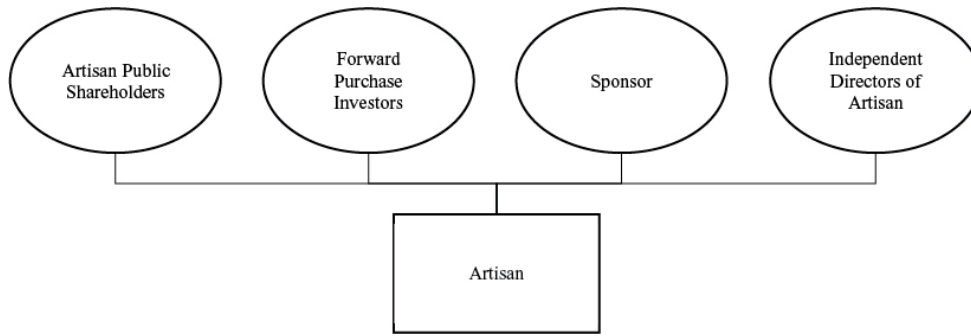 Artisan Public
Shareholders
Forward
Purchase
Investors
Sponsor
Independent
Directors of
Artisan
Artisan